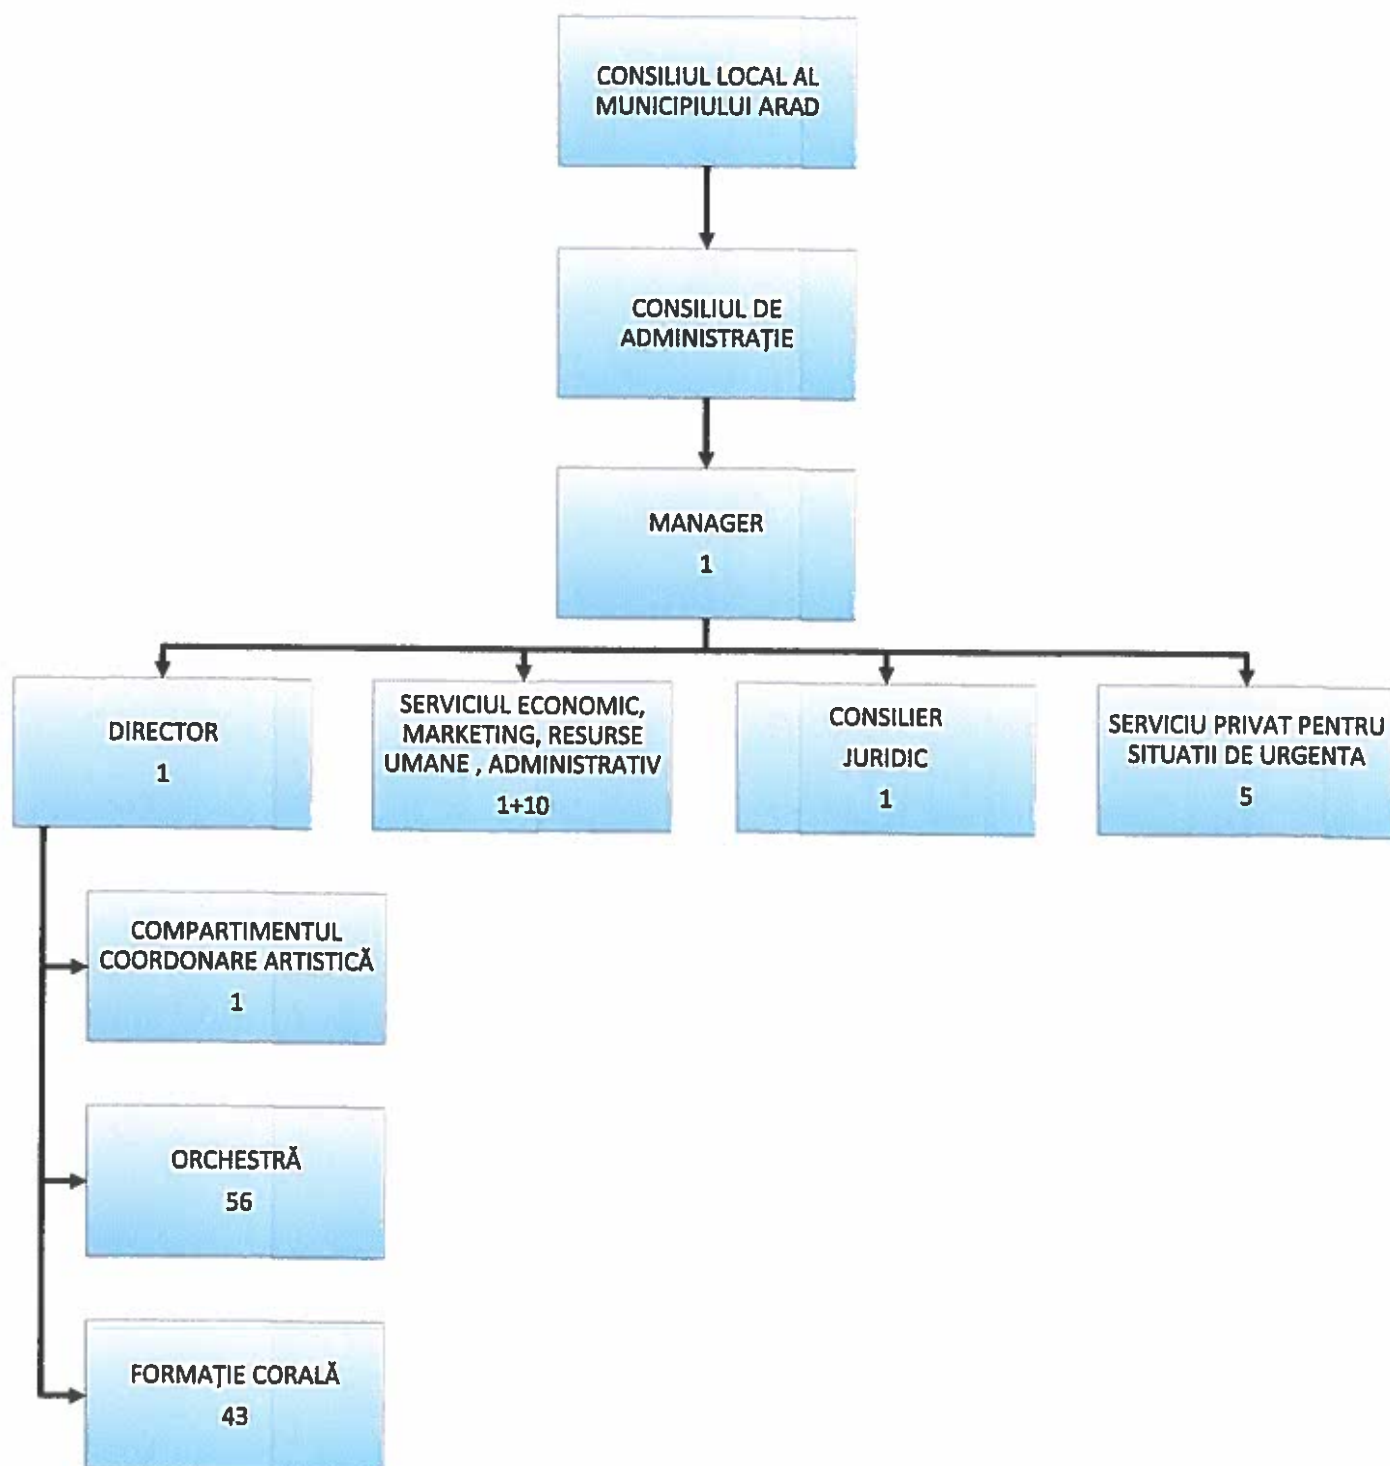 CONSILIUL LOCAL AL
MUNICIPIULUI ARAD
CONSILIUL DE
ADMINISTRAȚIE
MANAGER
1
DIRECTOR
1
SERVICIUL ECONOMIC,
MARKETING, RESURSE
UMANE , ADMINISTRATIV
1+10
CONSILIER
JURIDIC
1
SERVICIU PRIVAT PENTRU
SITUATII DE URGENTA
5
COMPARTIMENTUL
COORDONARE ARTISTICĂ
1
ORCHESTRĂ
56
FORMAȚIE CORALĂ
43